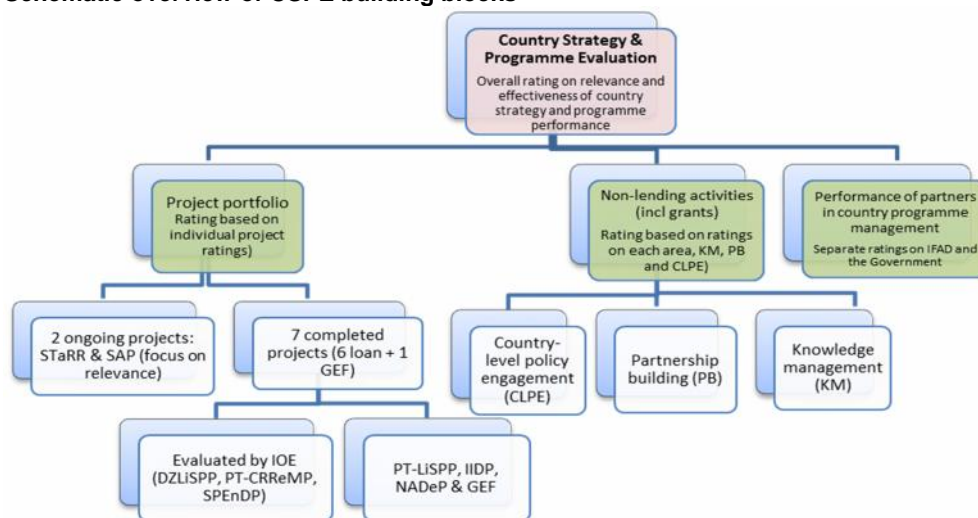 Country Strategy &
Programme Evaluation
Overall rating on relevance and
effectiveness of country
strategy and programme
performance
Project portfolio
Rating based on
individual project
ratings)
Non-lending activities
(incl grants)
Rating based on ratings
on each area, KM, PB
and CLPE)
Performance of partners
in country programme
management
Separate ratings on IFAD and
the Government
2 ongoing projects:
STaRR & SAP (focus on
relevance)
7 completed
projects (6 loan + 1
GEF)
Country-
level policy
engagement
(CLPE)
Partnership
building (PB)
Knowledge
management
(KM)
Evaluated by IOE
(DZLiSPP, PT-CRReMP,
SPEnDP)
PT-LiSPP, IIDP,
NADeP & GEF